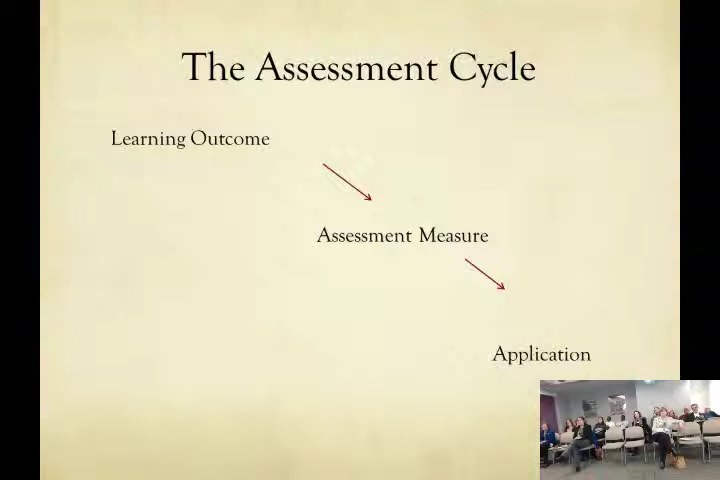 The Assessment Cycle
Learning Outcome
Assessment Measure
Application